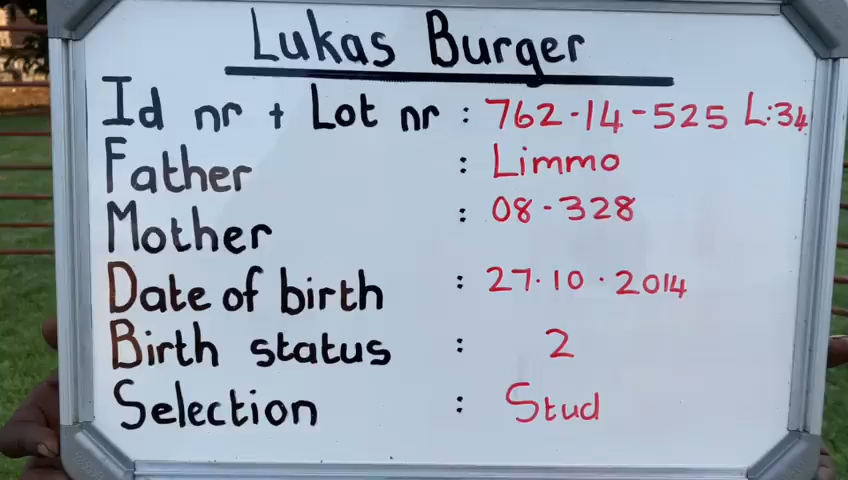 Lukas Burger
Id nr + Lot nr : 762-14-525 L:34
Father : Limmo
Mother : 08-328
Date of birth : 27.10.2014
Birth status : 2
Selection : Stud